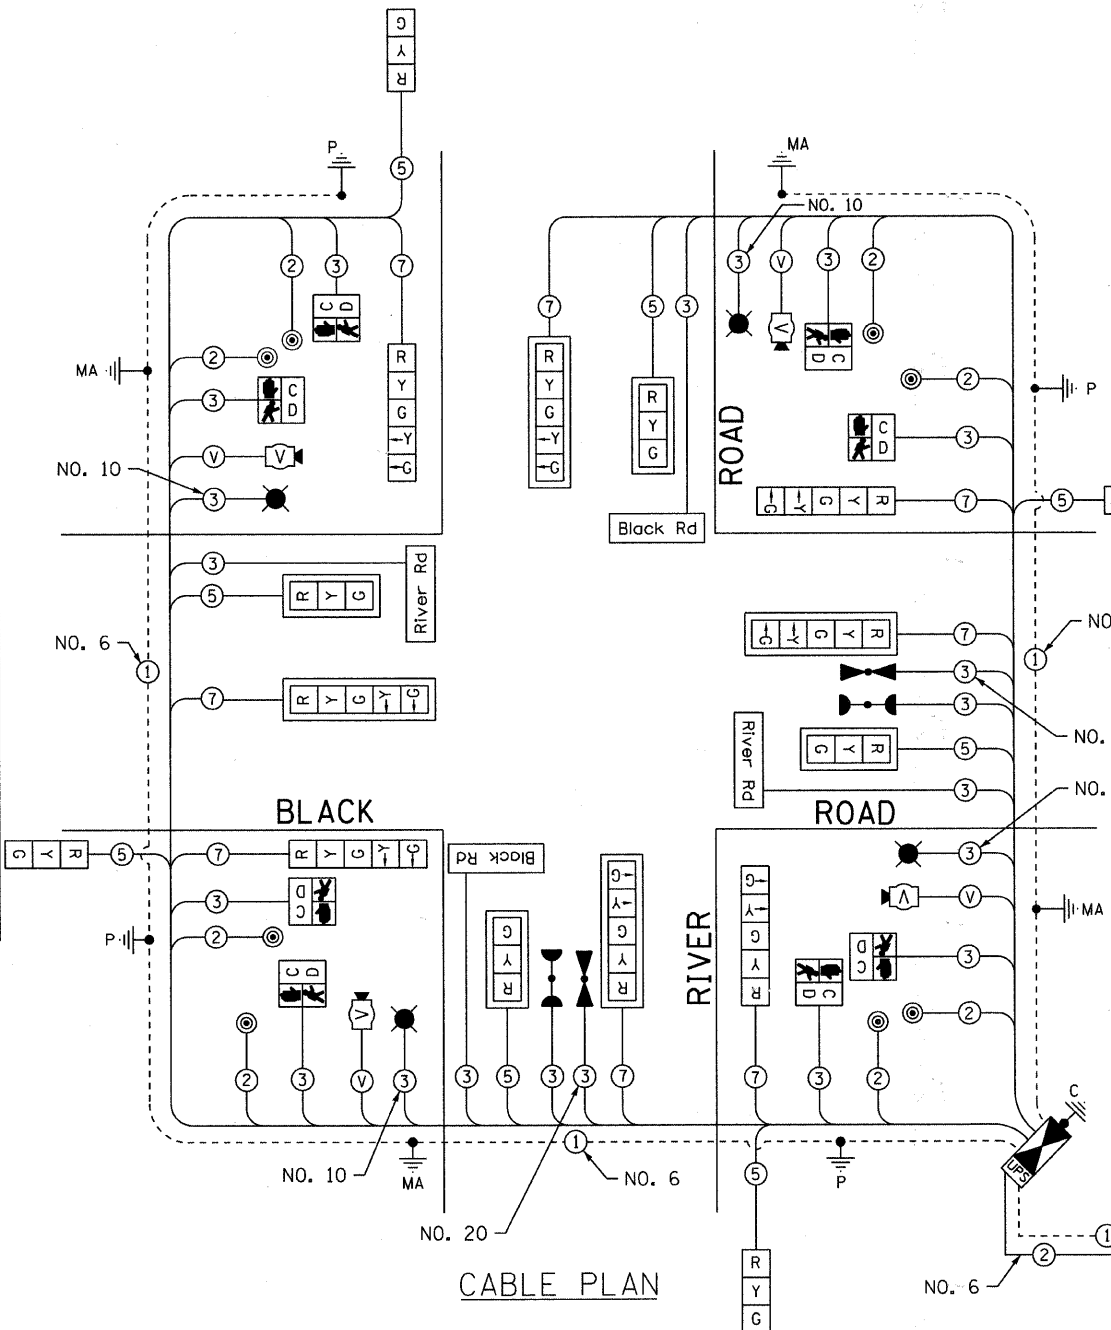 G
Y
R
P
MA
5
NO. 10
2 3 7
3 V 3 2
C D
7 5 3
C
D
2
MA
2
P
3
C
D
R
Y
G
←Y
←G
R
Y
G
←Y
←G
R
Y
G
ROAD
C
D
3
V V
NO. 10
3
←G ←Y G Y R 7 5
Black Rd
3
River Rd
5
R Y G
NO. 6
1
←G ←Y G Y R 7
NO
1
3
7
R Y G ←Y ←G
3
NO.
River Rd
G Y R 5
NO.
3
BLACK
ROAD
G Y R 5 7 R Y G ←Y ←G
Black Rd
3
3
C D
V V
MA
2
P
RIVER
←G
←Y
G
Y
R
G
Y
R
←G
←Y
G
Y
R
C D
3
C D
C
D
2
V
2 3 V 3 3 5 3 3 7 7 3 2
C
1
MA
NO. 10
NO. 6
P
5
UPS
NO. 20
1
2
R
Y
G
NO. 6
CABLE PLAN